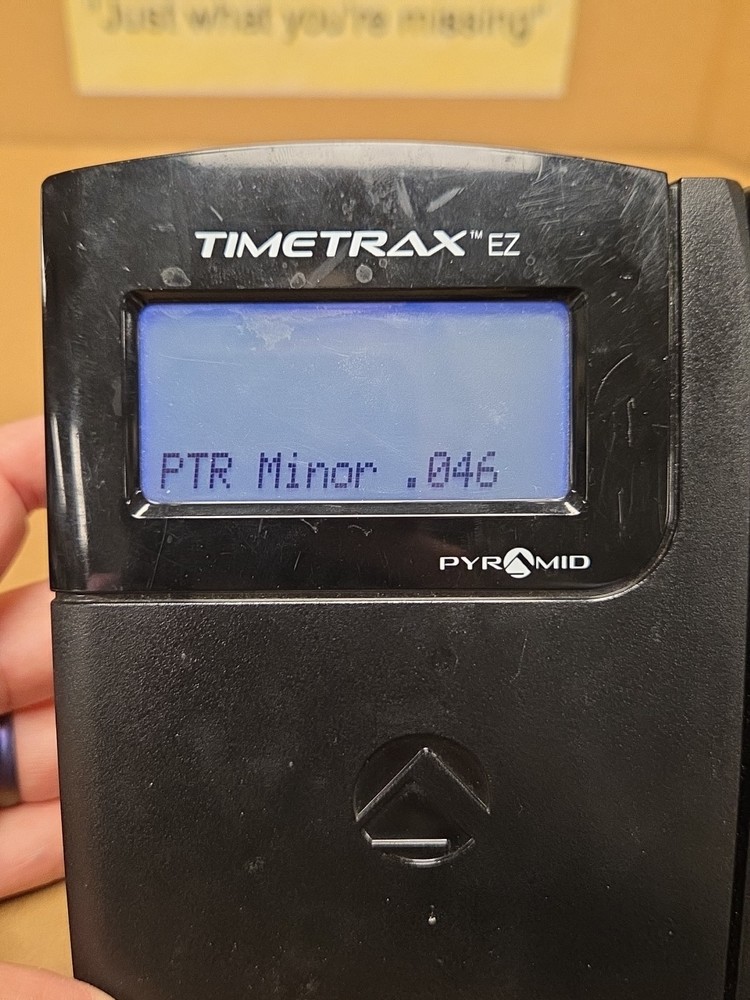 "Just what you're missing"
TIMETRAX™ EZ
PTR Minor .046
PYRAMID